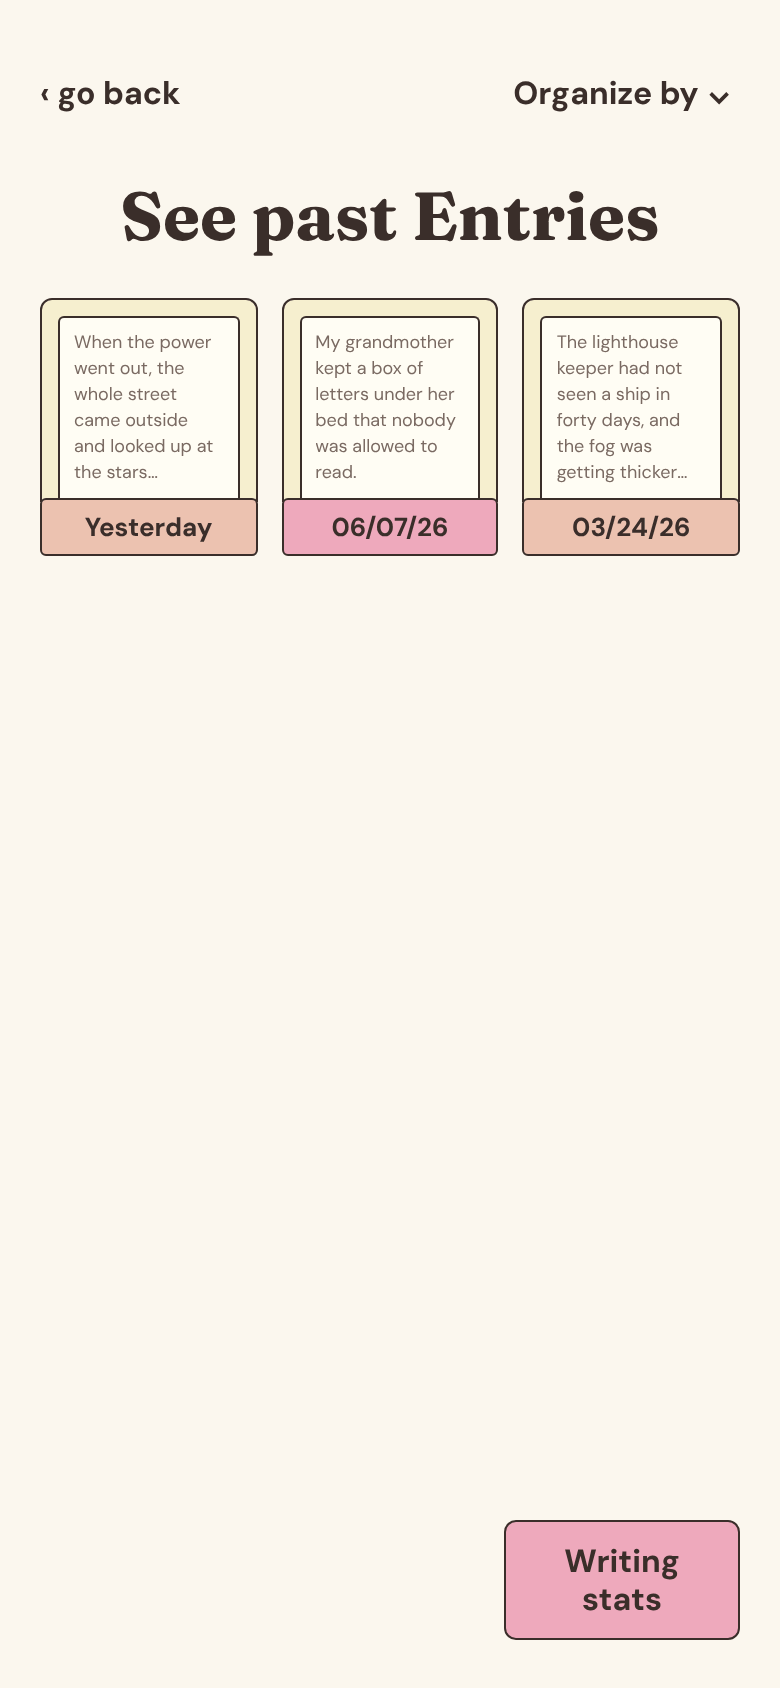 ‹ go back
Organize by
See past Entries
When the power
went out, the
whole street
came outside
and looked up at
the stars...
Yesterday
My grandmother
kept a box of
letters under her
bed that nobody
was allowed to
read.
06/07/26
The lighthouse
keeper had not
seen a ship in
forty days, and
the fog was
getting thicker...
03/24/26
Writing
stats